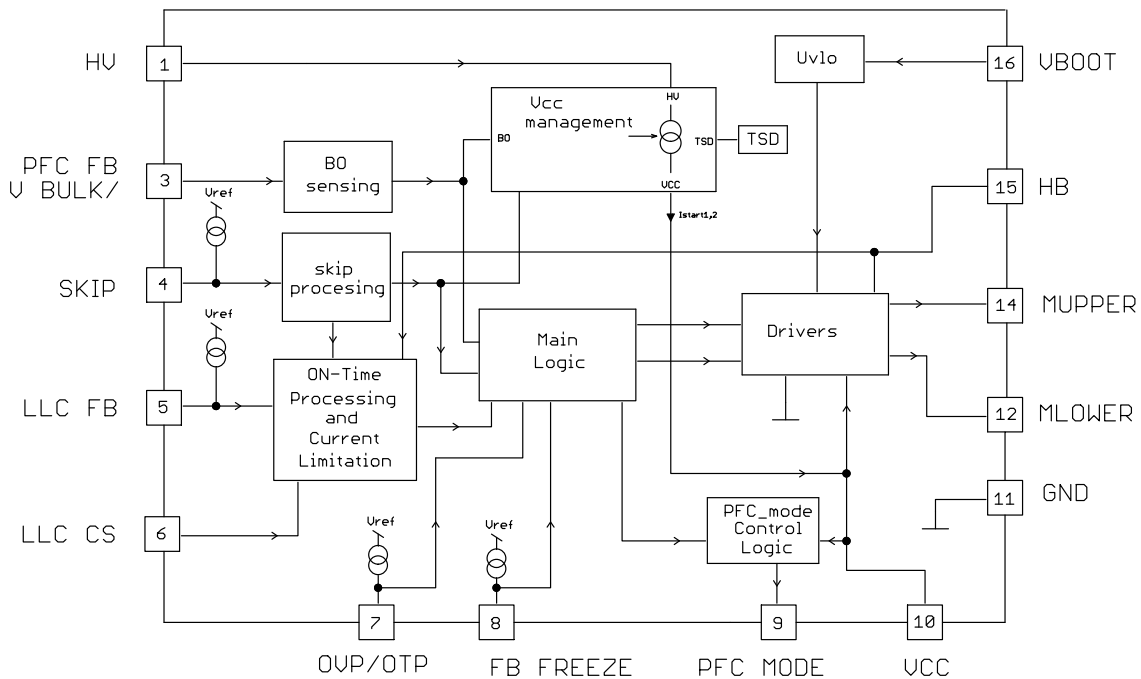 HV
1
Uvlo
16
VBOOT
HV
Vcc
management
BO
TSD
TSD
VCC
PFC FB
V BULK/
3
BO
sensing
15
HB
Vref
Istart1,2
SKIP
4
skip
procesing
14
MUPPER
Vref
Main
Logic
Drivers
LLC FB
5
ON-Time
Processing
and
Current
Limitation
12
MLOWER
11
GND
LLC CS
6
Vref
Vref
PFC_mode
Control
Logic
7
8
9
10
OVP/OTP
FB FREEZE
PFC MODE
VCC